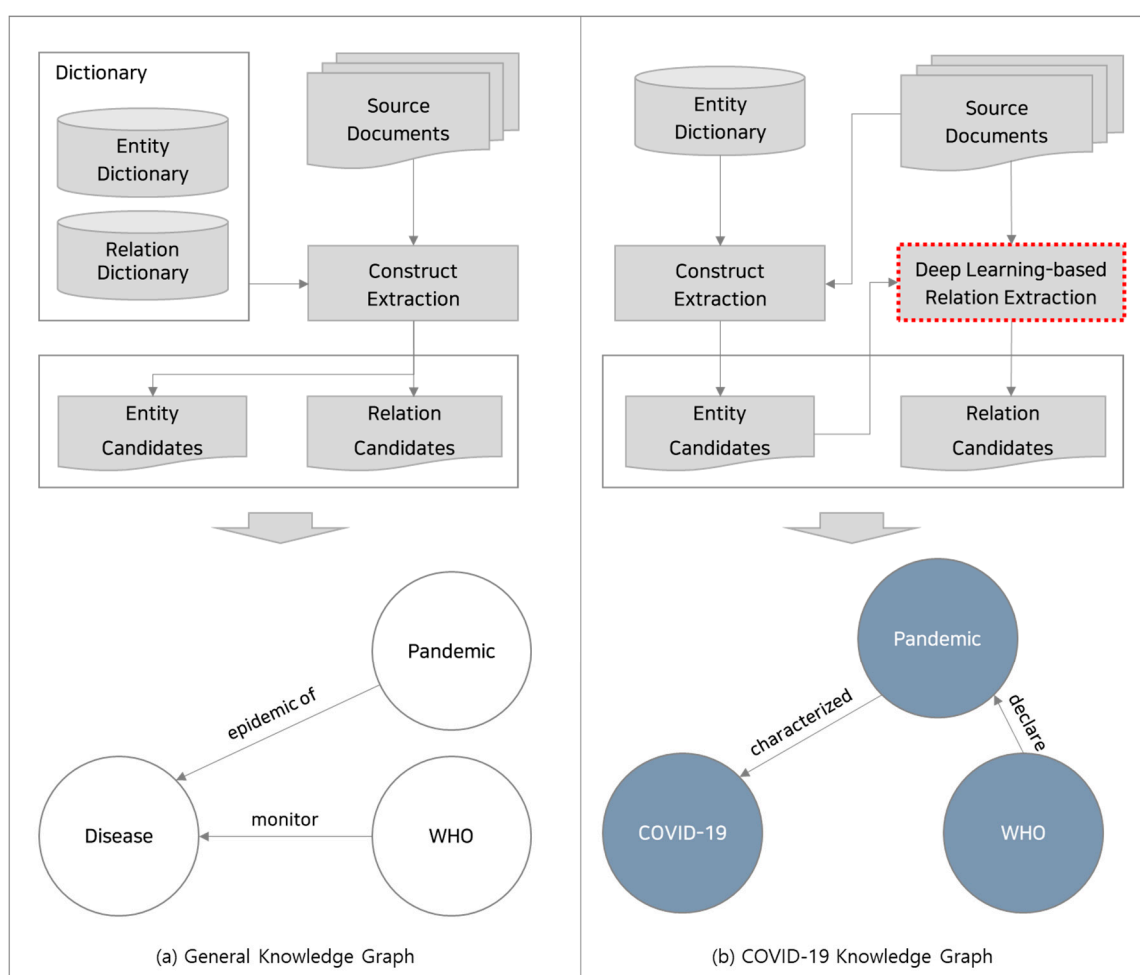 Dictionary
Entity
Dictionary
Relation
Dictionary
Source
Documents
Construct
Extraction
Entity
Candidates
Relation
Candidates
Pandemic
epidemic of
Disease
monitor
WHO
(a) General Knowledge Graph
Entity
Dictionary
Source
Documents
Construct
Extraction
Deep Learning-based
Relation Extraction
Entity
Candidates
Relation
Candidates
Pandemic
characterized
declare
COVID-19
WHO
(b) COVID-19 Knowledge Graph